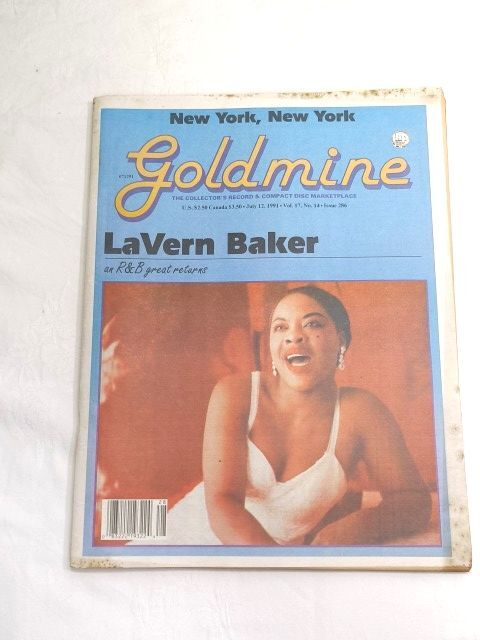 New York, New York
Goldmine
THE COLLECTOR'S RECORD & COMPACT DISC MARKETPLACE
U.S. $2.50 Canada $3.50 • July 12, 1991 • Vol. 17, No. 14 • Issue 286
LaVern Baker
an R&B great returns
28